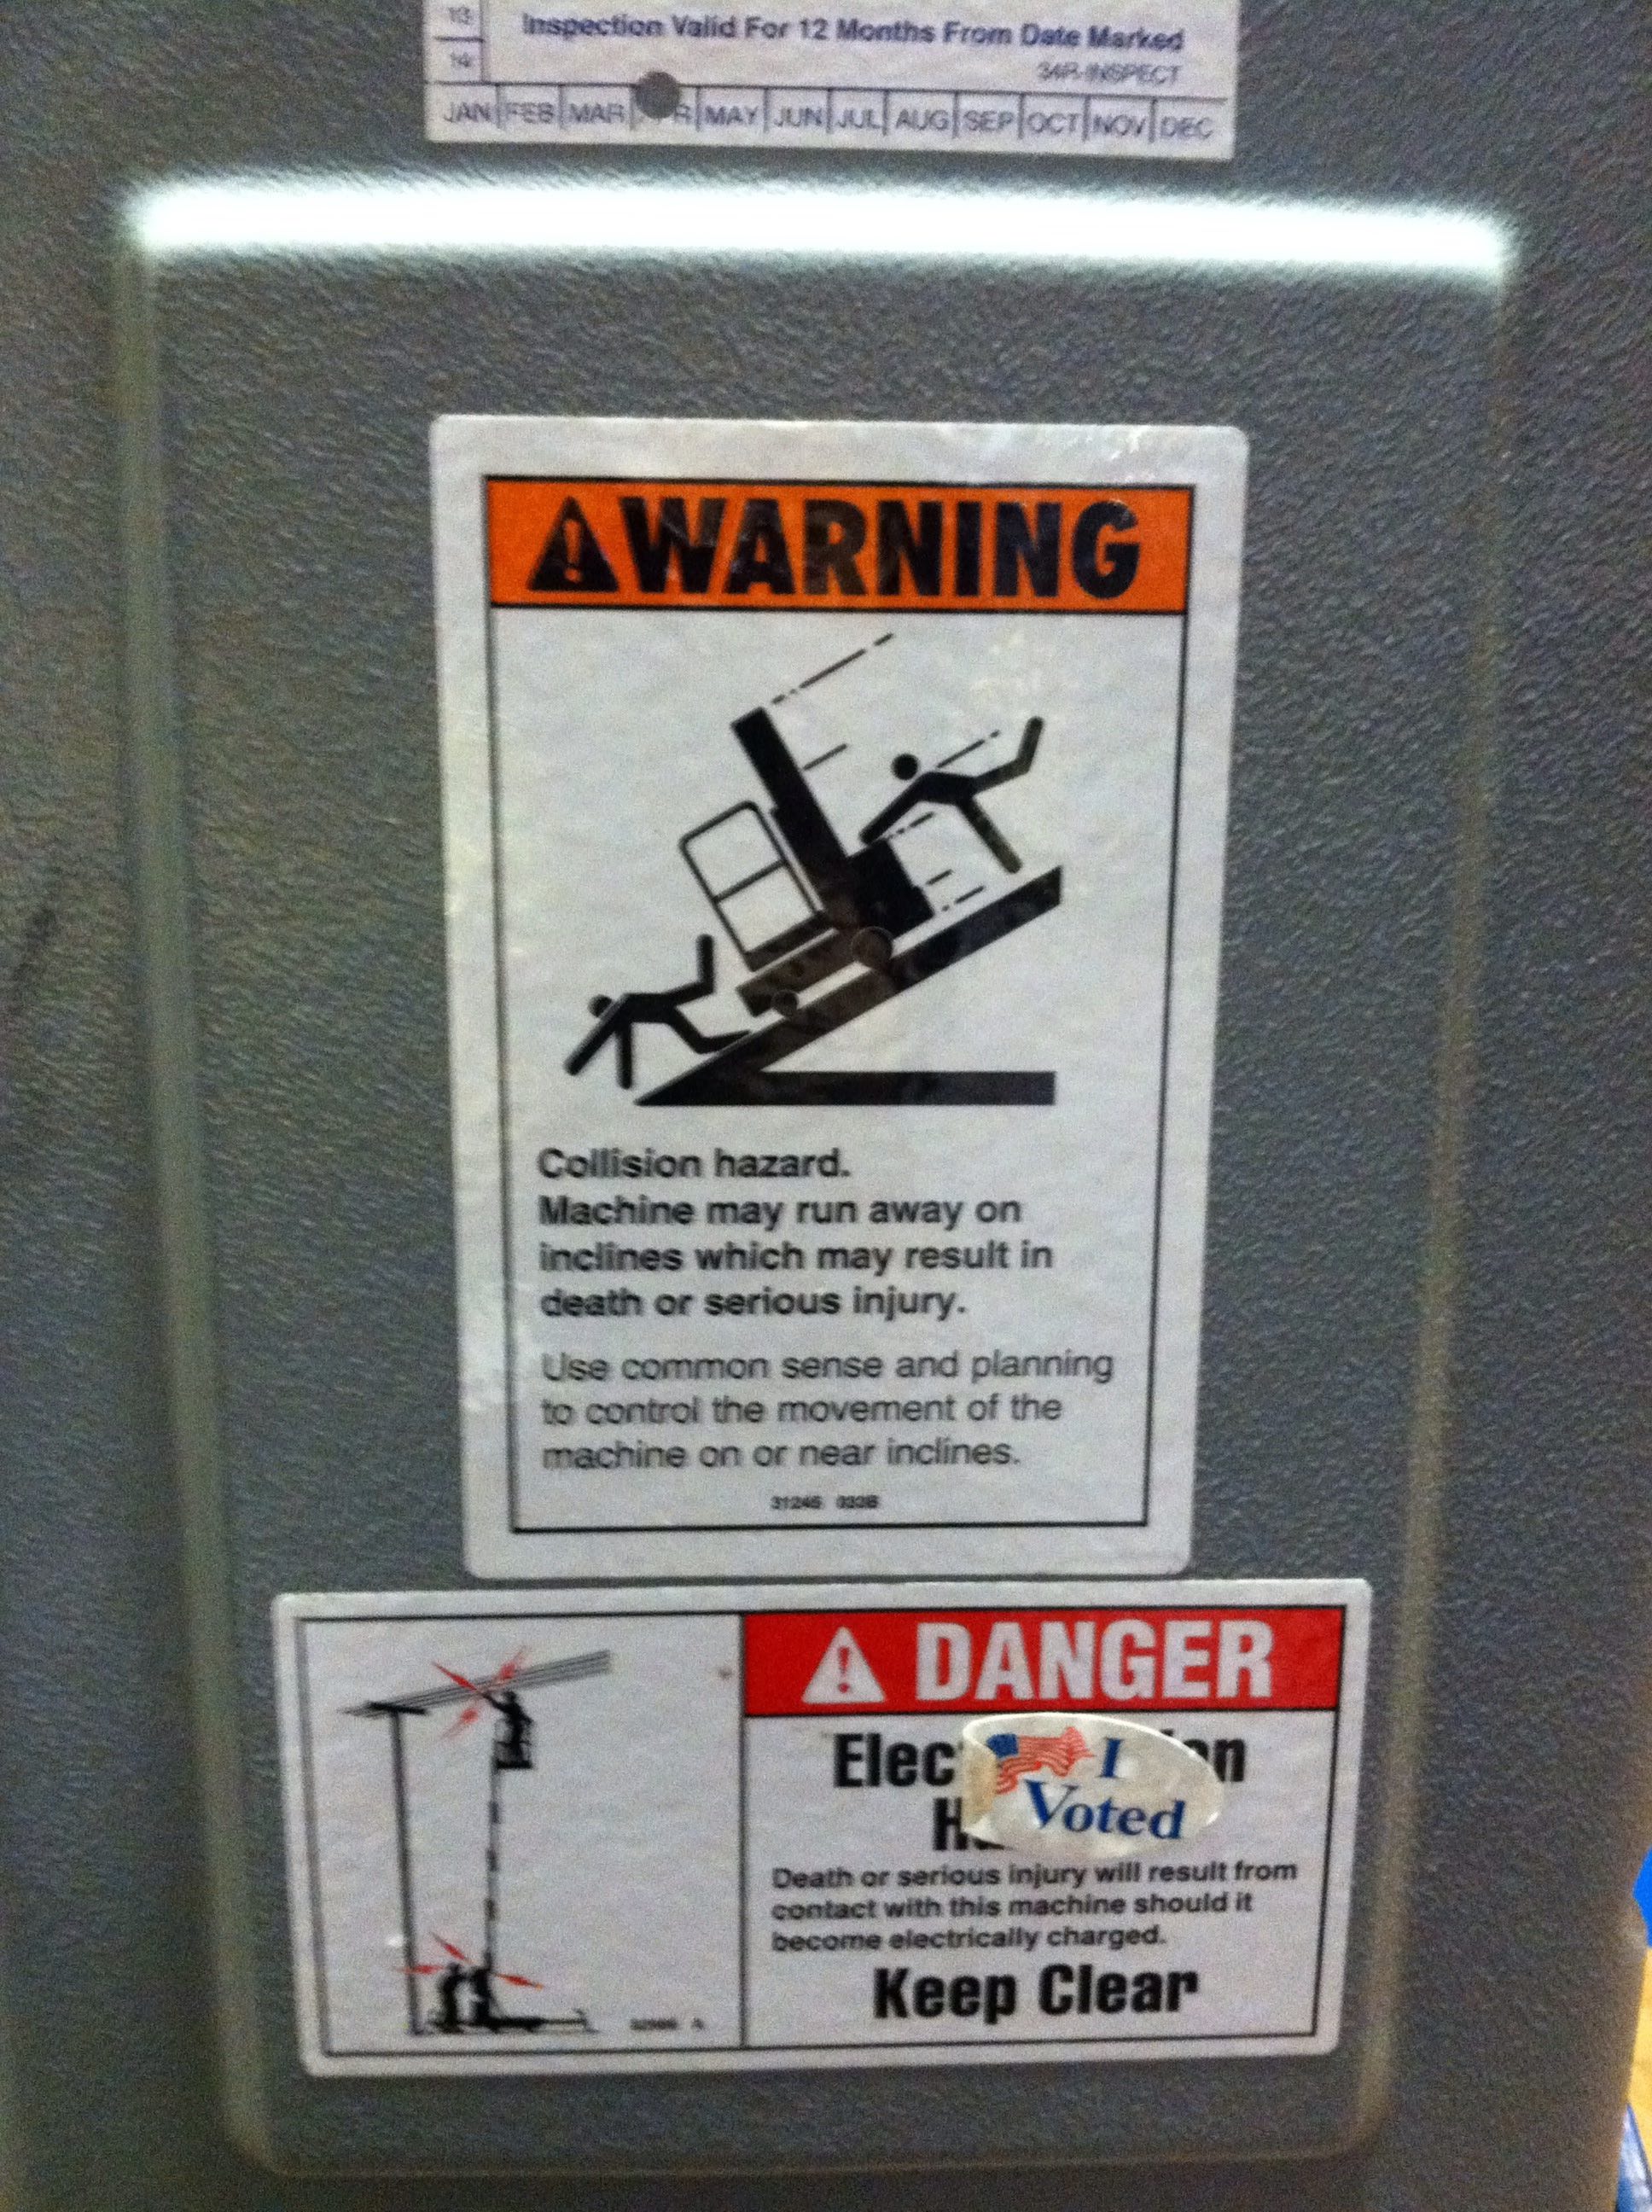 13
Inspection Valid For 12 Months From Date Marked
14
34R-INSPECT
JAN FEB MAR R MAY JUN JUL AUG SEP OCT NOV DEC
WARNING
Collision hazard.
Machine may run away on
inclines which may result in
death or serious injury.
Use common sense and planning
to control the movement of the
machine on or near inclines.
DANGER
Elec on
I
Voted
Death or serious injury will result from
contact with this machine should it
become electrically charged.
Keep Clear